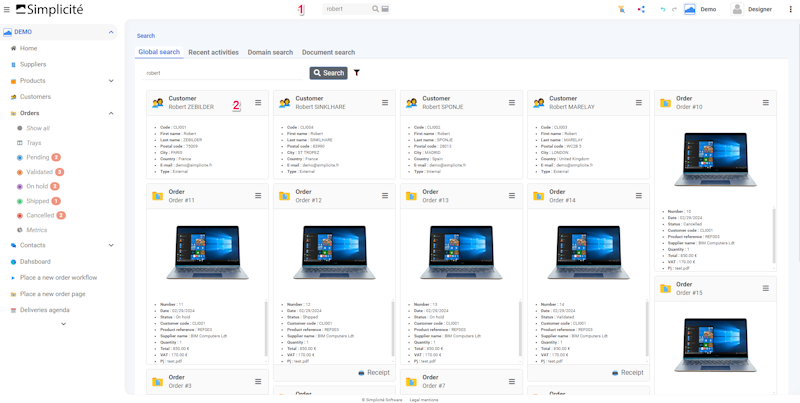 Simplicité
1
robert
Demo
Designer
DEMO
Home
Suppliers
Products
Customers
Orders
Show all
Trays
Pending 2
Validated 3
On hold 2
Shipped 1
Cancelled 2
Metrics
Contacts
Dahsboard
Place a new order workflow
Place a new order page
Deliveries agenda
Search
Global search
Recent activities
Domain search
Document search
robert
Search
Customer
Robert ZEBILDER
2
Code : CLI001
First name : Robert
Last name : ZEBILDER
Postal code : 75009
City : PARIS
Country : France
E-mail : demo@simplicite.fr
Type : External
Customer
Robert SINKLHARE
Code : CLI004
First name : Robert
Last name : SINKLHARE
Postal code : 83990
City : ST TROPEZ
Country : France
E-mail : demo@simplicite.fr
Type : External
Customer
Robert SPONJE
Code : CLI002
First name : Robert
Last name : SPONJE
Postal code : 28013
City : MADRID
Country : Spain
E-mail : demo@simplicite.fr
Type : Internal
Customer
Robert MARELAY
Code : CLI003
First name : Robert
Last name : MARELAY
Postal code : WC2E 5
City : LONDON
Country : United Kingdom
E-mail : demo@simplicite.fr
Type : External
Order
Order #10
Number : 10
Date : 02/29/2024
Status : Cancelled
Customer code : CLI001
Product reference : REF003
Supplier name : BIM Computers Ldt
Quantity : 1
Total : 850.00 €
VAT : 170.00 €
Pj : test.pdf
Order
Order #11
Number : 11
Date : 02/29/2024
Status : On hold
Customer code : CLI001
Product reference : REF003
Supplier name : BIM Computers Ldt
Quantity : 1
Total : 850.00 €
VAT : 170.00 €
Pj : test.pdf
Order
Order #12
Number : 12
Date : 02/29/2024
Status : Shipped
Customer code : CLI001
Product reference : REF003
Supplier name : BIM Computers Ldt
Quantity : 1
Total : 850.00 €
VAT : 170.00 €
Pj : test.pdf
Receipt
Order
Order #13
Number : 13
Date : 02/29/2024
Status : On hold
Customer code : CLI001
Product reference : REF003
Supplier name : BIM Computers Ldt
Quantity : 1
Total : 850.00 €
VAT : 170.00 €
Pj : test.pdf
Order
Order #14
Number : 14
Date : 02/29/2024
Status : Validated
Customer code : CLI001
Product reference : REF003
Supplier name : BIM Computers Ldt
Quantity : 1
Total : 850.00 €
VAT : 170.00 €
Pj : test.pdf
Receipt
Order
Order #15
Order
Order #3
Order
Order #7
© Simplicité Software
Legal mentions